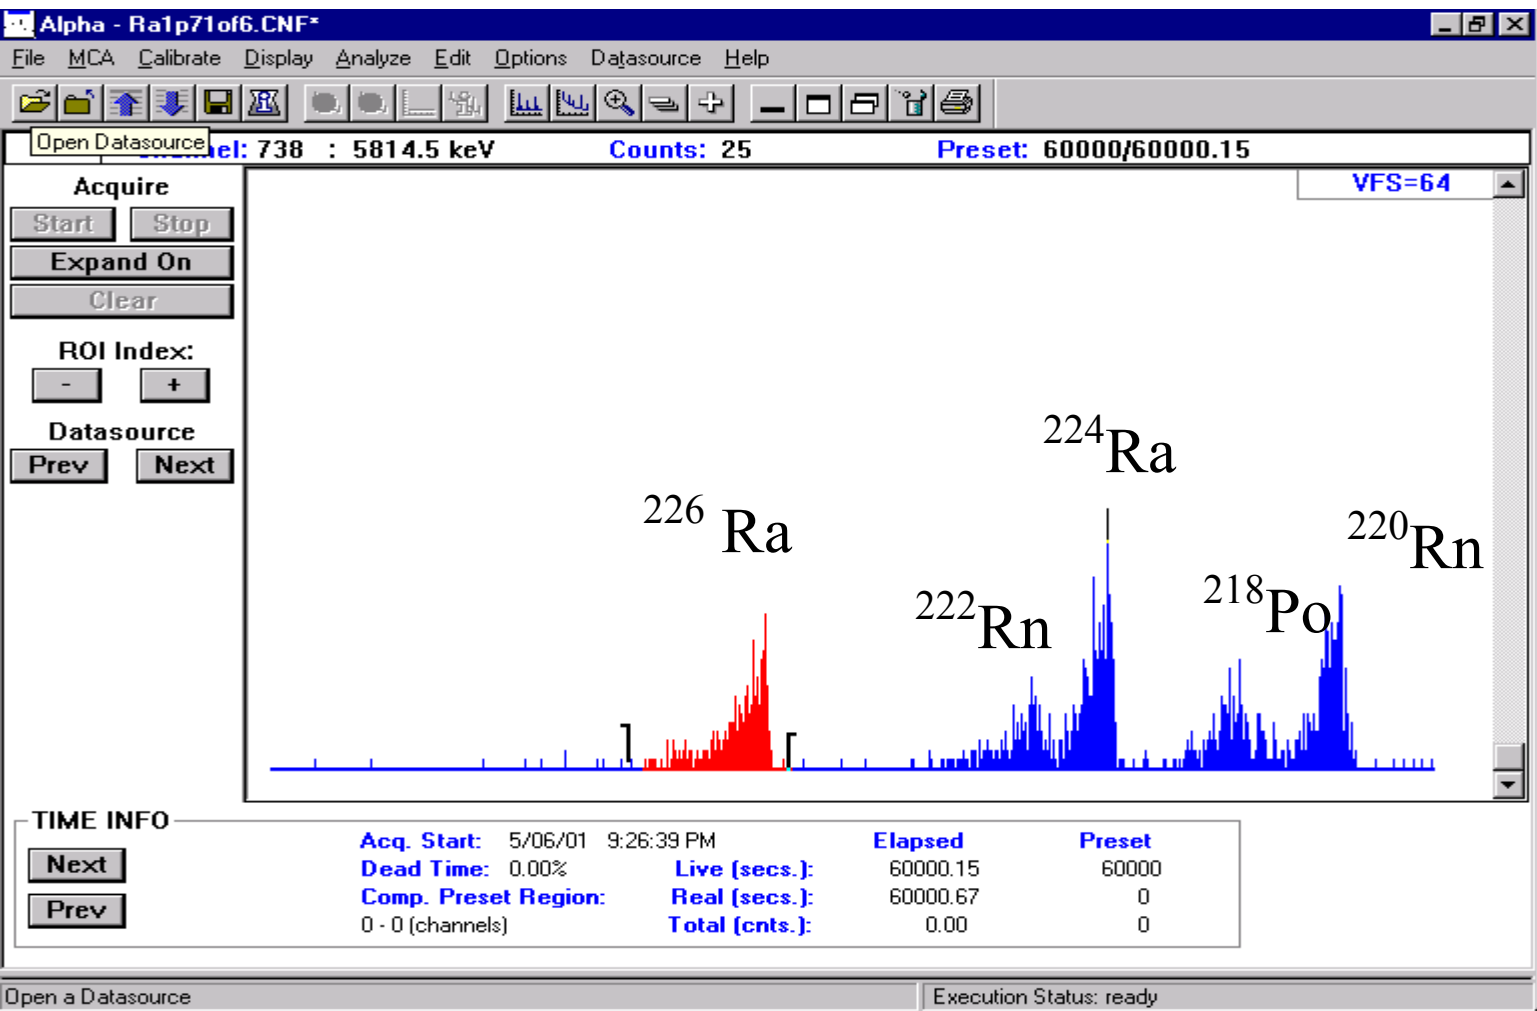 Alpha - Ra1p71of6.CNF*
File MCA Calibrate Display Analyze Edit Options Datasource Help
Open Datasource
: 738 : 5814.5 keV Counts: 25 Preset: 60000/60000.15
Acquire
Start Stop
Expand On
Clear
ROI Index:
- +
Datasource
Prev Next
VFS=64
224Ra
226 Ra
220Rn
222Rn
218Po
TIME INFO
Next
Prev
Acq. Start: 5/06/01 9:26:39 PM Elapsed Preset
Dead Time: 0.00% Live (secs.): 60000.15 60000
Comp. Preset Region: Real (secs.): 60000.67 0
0 - 0 (channels) Total (cnts.): 0.00 0
Open a Datasource Execution Status: ready